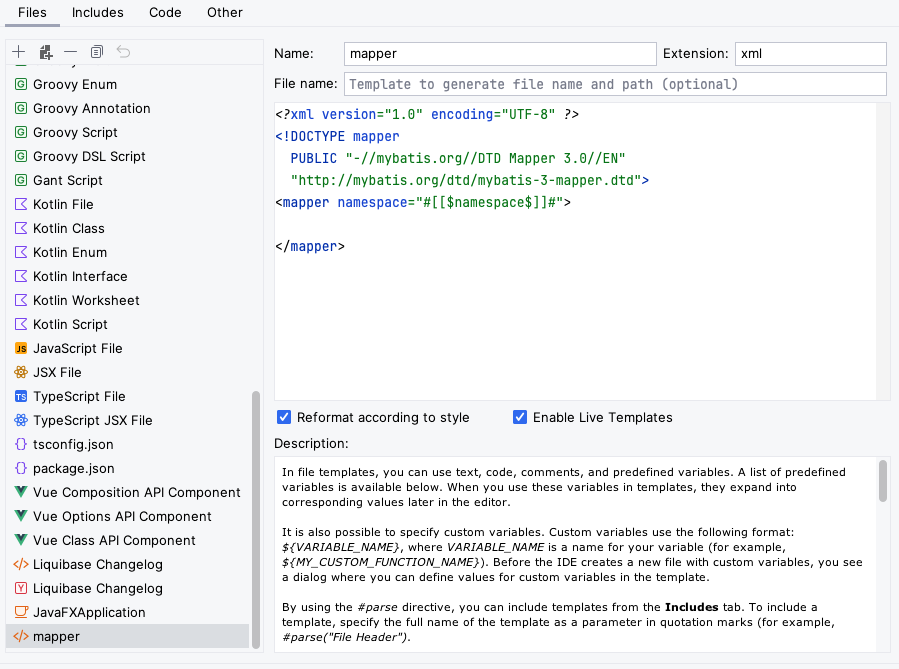 Files Includes Code Other
Groovy Enum
Groovy Annotation
Groovy Script
Groovy DSL Script
Gant Script
Kotlin File
Kotlin Class
Kotlin Enum
Kotlin Interface
Kotlin Worksheet
Kotlin Script
JavaScript File
JSX File
TypeScript File
TypeScript JSX File
tsconfig.json
package.json
Vue Composition API Component
Vue Options API Component
Vue Class API Component
Liquibase Changelog
Liquibase Changelog
JavaFXApplication
mapper
Name: mapper Extension: xml
File name: Template to generate file name and path (optional)
<?xml version="1.0" encoding="UTF-8" ?>
<!DOCTYPE mapper
PUBLIC "-//mybatis.org//DTD Mapper 3.0//EN"
"http://mybatis.org/dtd/mybatis-3-mapper.dtd">
<mapper namespace="#[[$namespace$]]#">
</mapper>
Reformat according to style Enable Live Templates
Description:
In file templates, you can use text, code, comments, and predefined variables. A list of predefined
variables is available below. When you use these variables in templates, they expand into
corresponding values later in the editor.
It is also possible to specify custom variables. Custom variables use the following format:
${VARIABLE_NAME}, where VARIABLE_NAME is a name for your variable (for example,
${MY_CUSTOM_FUNCTION_NAME}). Before the IDE creates a new file with custom variables, you see
a dialog where you can define values for custom variables in the template.
By using the #parse directive, you can include templates from the Includes tab. To include a
template, specify the full name of the template as a parameter in quotation marks (for example,
#parse("File Header").